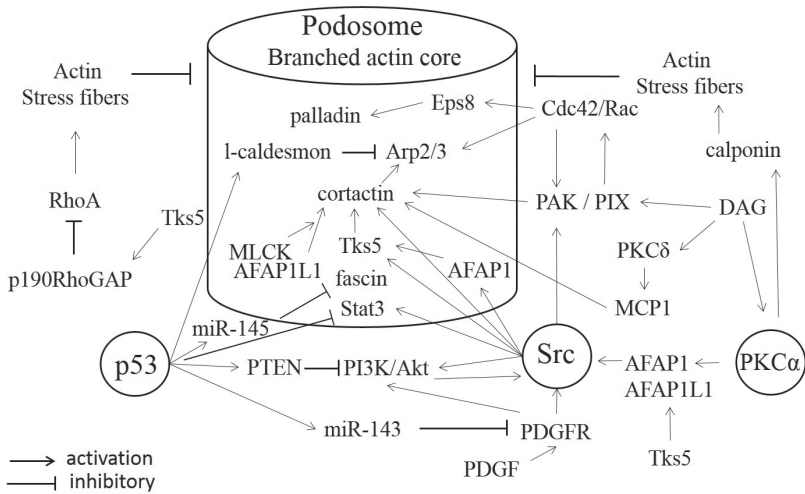 Podosome
Branched actin core
Actin
Stress fibers
Actin
Stress fibers
palladin
Eps8
Cdc42/Rac
l-caldesmon
Arp2/3
calponin
RhoA
cortactin
PAK / PIX
DAG
Tks5
MLCK
AFAP1L1
Tks5
PKCδ
p190RhoGAP
fascin
AFAP1
MCP1
Stat3
miR-145
p53
PTEN
PI3K/Akt
Src
AFAP1
AFAP1L1
PKCα
miR-143
PDGFR
PDGF
Tks5
activation
inhibitory